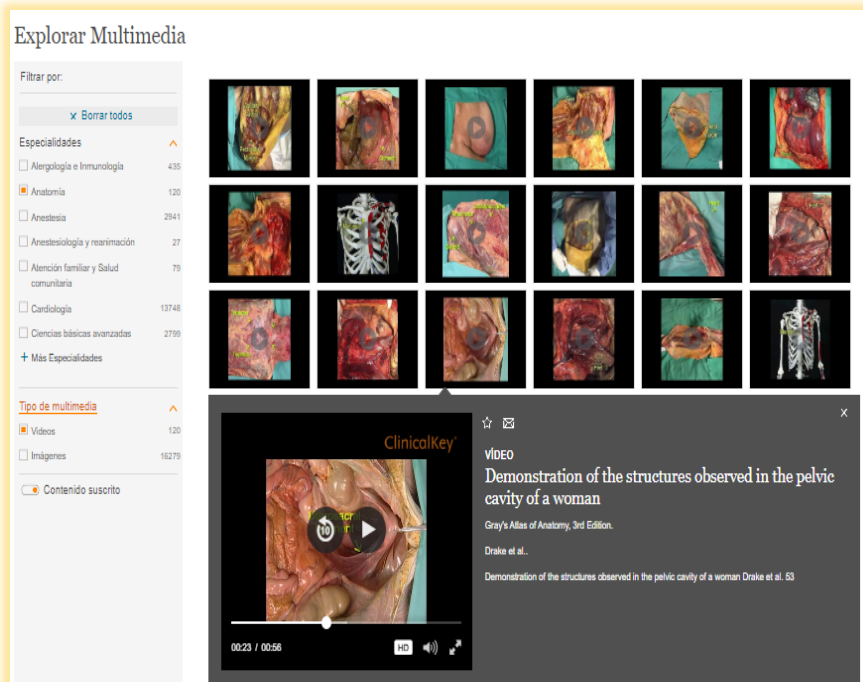 Explorar Multimedia
Filtrar por:
x Borrar todos
Especialidades
Alergología e Inmunología 435
Anatomía 120
Anestesia 2941
Anestesiología y reanimación 27
Atención familiar y Salud 79
comunitaria
Cardiología 13748
Ciencias básicas avanzadas 2799
+ Más Especialidades
Tipo de multimedia
Videos 120
Imágenes 16279
Contenido suscrito
ClinicalKey
10
00:23 / 00:56
HD
x
VÍDEO
Demonstration of the structures observed in the pelvic
cavity of a woman
Gray's Atlas of Anatomy, 3rd Edition.
Drake et al..
Demonstration of the structures observed in the pelvic cavity of a woman Drake et al. 53